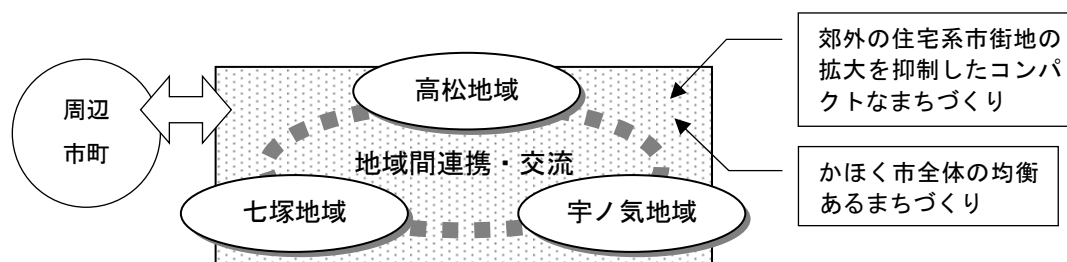 周辺
市町
高松地域
地域間連携・交流
七塚地域
宇ノ気地域
郊外の住宅系市街地の
拡大を抑制したコンパ
クトなまちづくり
かほく市全体の均衡
あるまちづくり